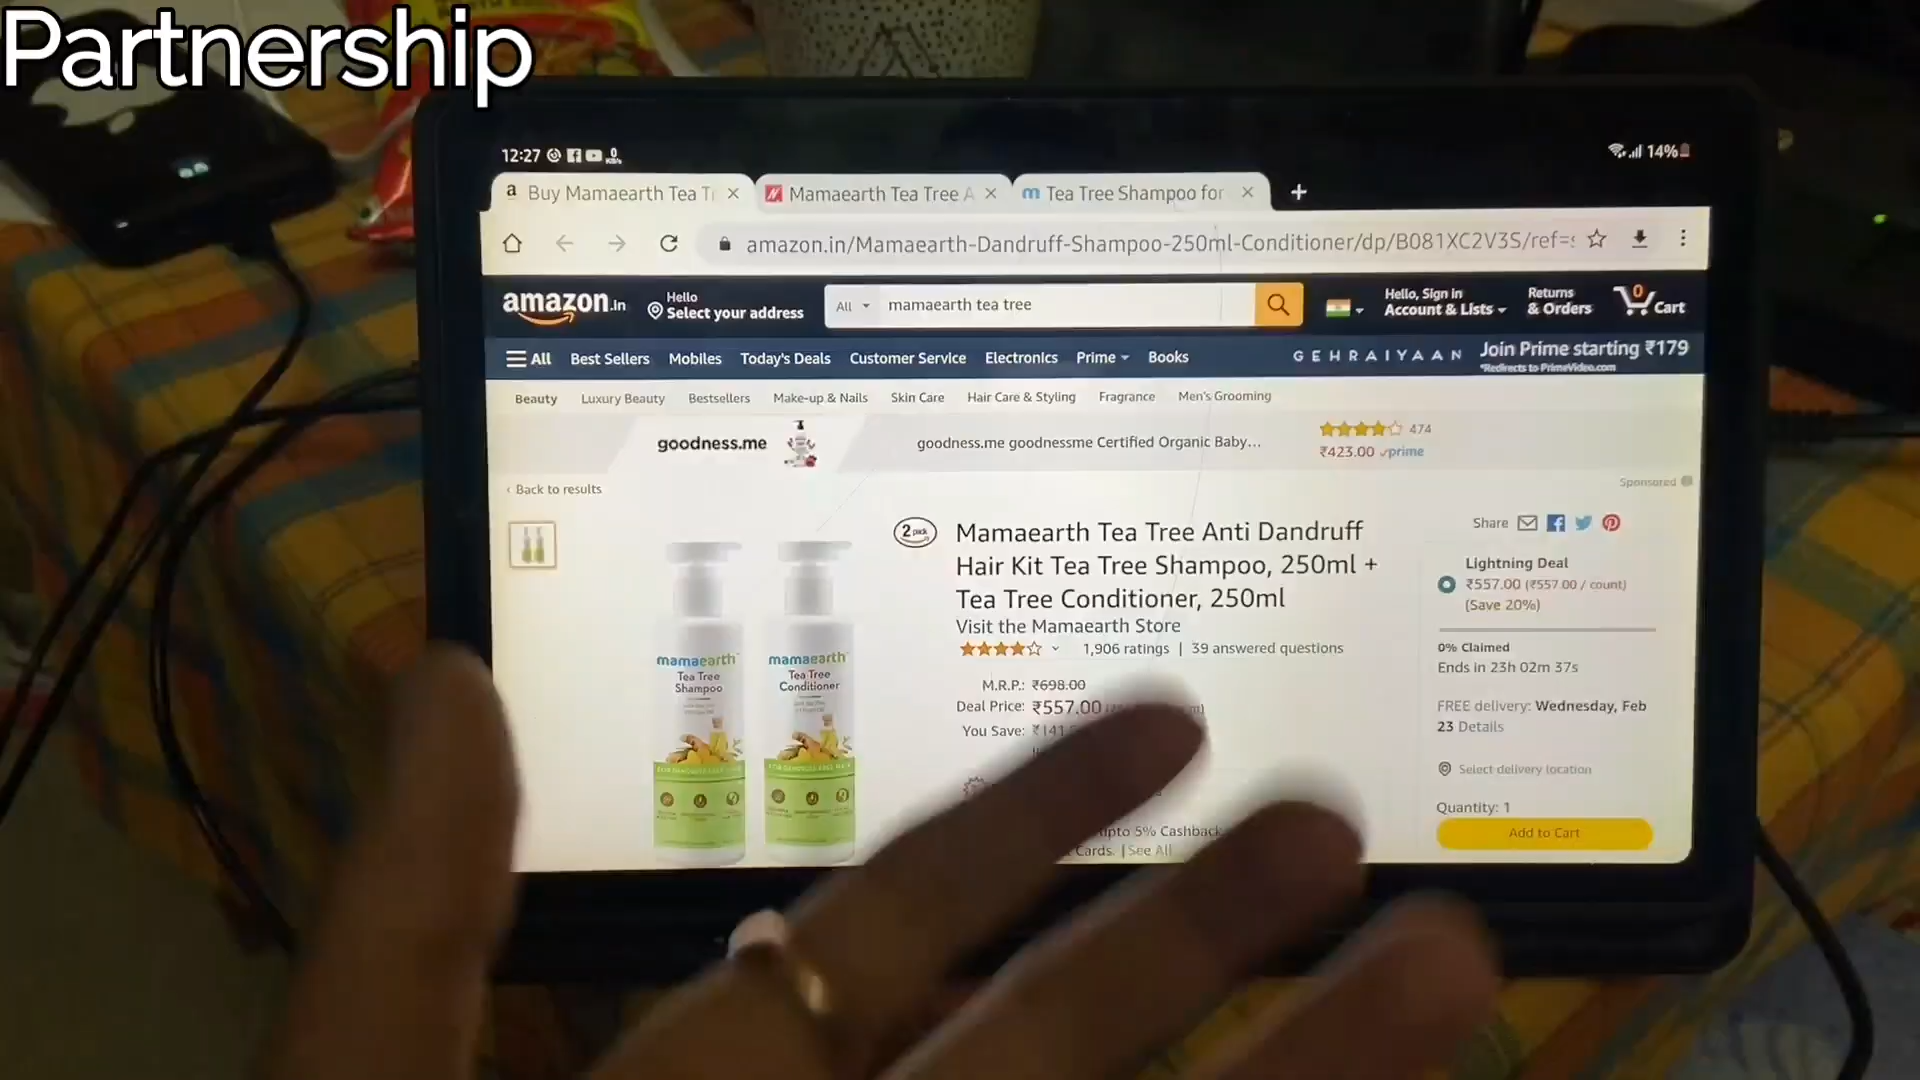 Partnership
12:27
14%
Buy Mamaearth Tea T
Mamaearth Tea Tree A
Tea Tree Shampoo for
amazon.in/Mamaearth-Dandruff-Shampoo-250ml-Conditioner/dp/B081XC2V3S/ref=s
amazon.in
Hello
Select your address
All
mamaearth tea tree
Hello, Sign in
Account & Lists
Returns
& Orders
0
Cart
All Best Sellers Mobiles Today's Deals Customer Service Electronics Prime Books
GEHRAIYAAN
Join Prime starting ₹179
*Redirects to PrimeVideo.com
Beauty Luxury Beauty Bestsellers Make-up & Nails Skin Care Hair Care & Styling Fragrance Men's Grooming
goodness.me
goodness.me goodnessme Certified Organic Baby...
474
₹423.00 prime
Sponsored
‹ Back to results
2 pack
Mamaearth Tea Tree Anti Dandruff
Hair Kit Tea Tree Shampoo, 250ml +
Tea Tree Conditioner, 250ml
Visit the Mamaearth Store
1,906 ratings | 39 answered questions
M.R.P.: ₹698.00
Deal Price: ₹557.00
You Save: ₹141
upto 5% Cashback
Cards. | See All
mamaearth
Tea Tree
Shampoo
mamaearth
Tea Tree
Conditioner
Share
Lightning Deal
₹557.00 (₹557.00 / count)
(Save 20%)
0% Claimed
Ends in 23h 02m 37s
FREE delivery: Wednesday, Feb
23 Details
Select delivery location
Quantity: 1
Add to Cart